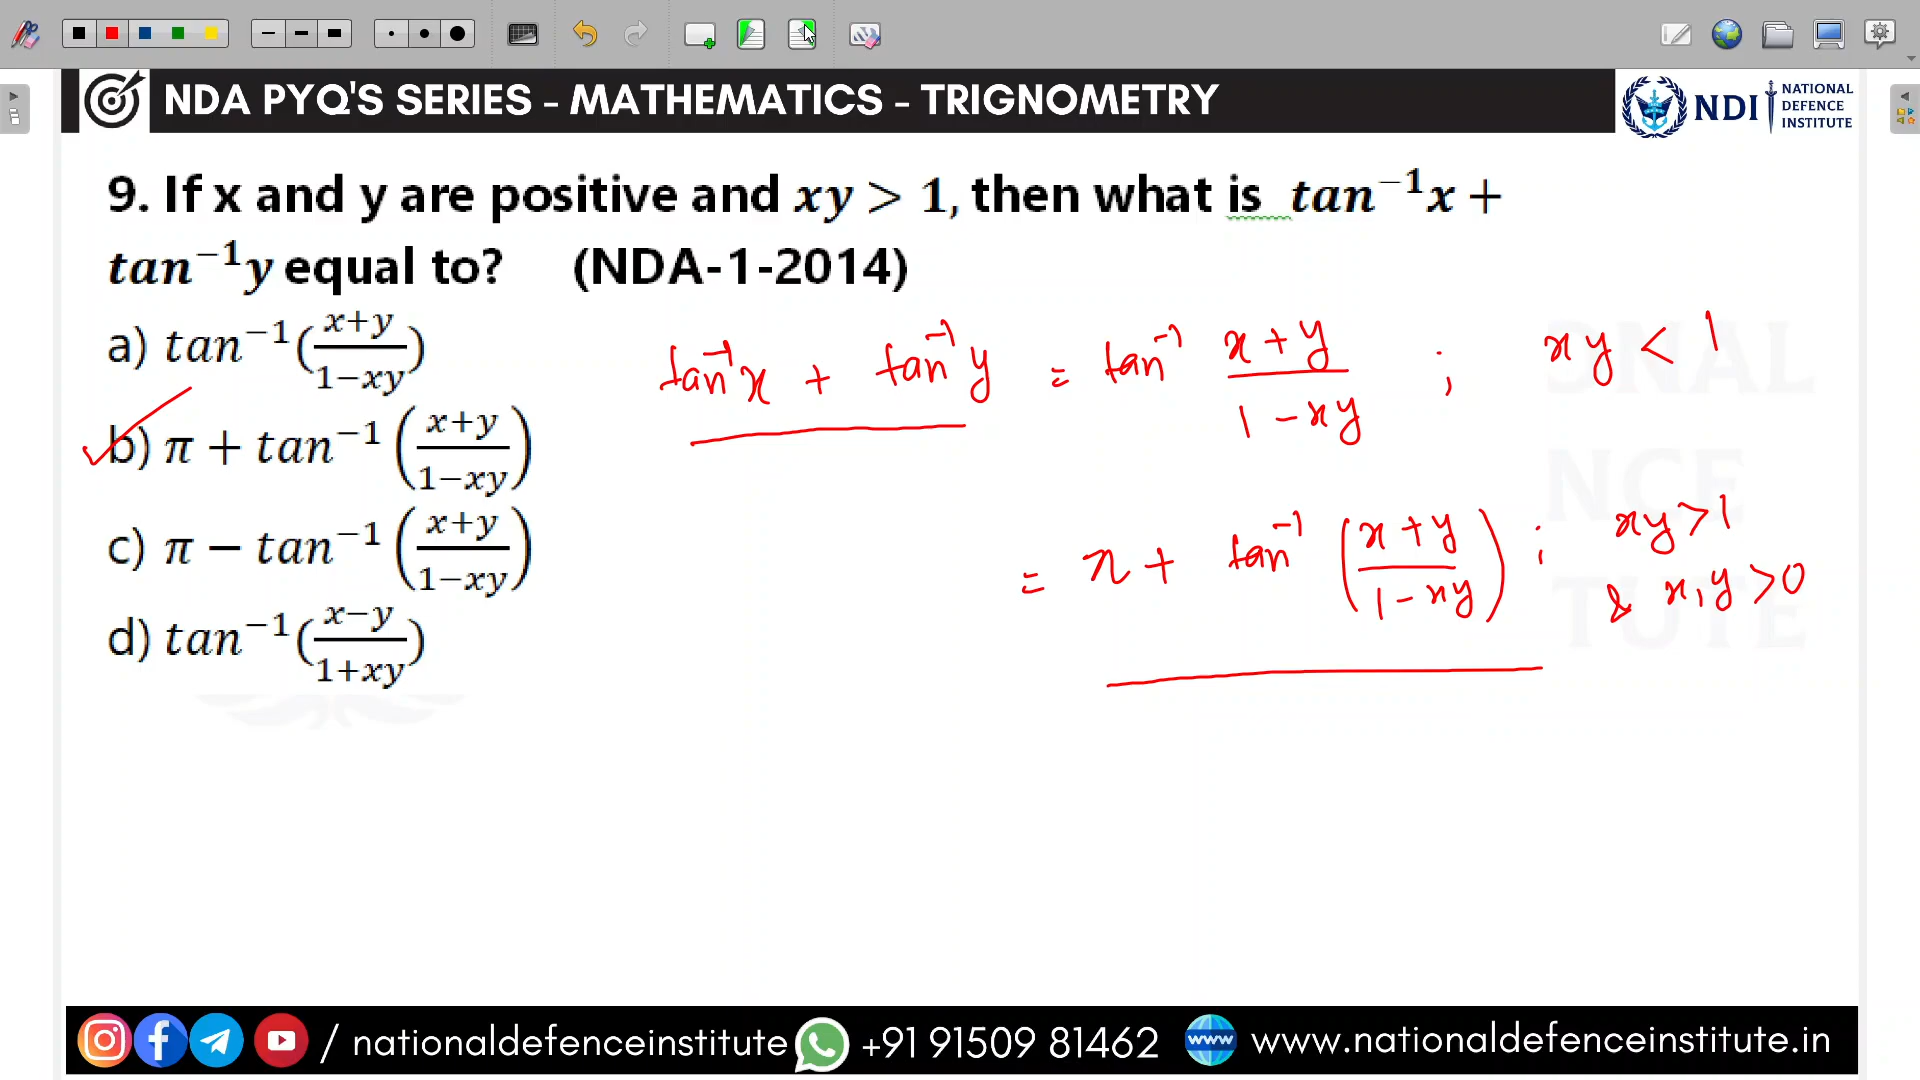 NDA PYQ'S SERIES - MATHEMATICS - TRIGNOMETRY
NDI NATIONAL DEFENCE INSTITUTE
9. If x and y are positive and xy > 1, then what is tan⁻¹x +
tan⁻¹y equal to? (NDA-1-2014)
a) tan⁻¹((x+y)/(1−xy))
b) π + tan⁻¹((x+y)/(1−xy))
c) π − tan⁻¹((x+y)/(1−xy))
d) tan⁻¹((x−y)/(1+xy))
tan⁻¹x + tan⁻¹y = tan⁻¹ (x+y)/(1−xy) ; xy < 1
= π + tan⁻¹((x+y)/(1−xy)) ; xy>1
& x,y >0
/ nationaldefenceinstitute +91 91509 81462 www www.nationaldefenceinstitute.in